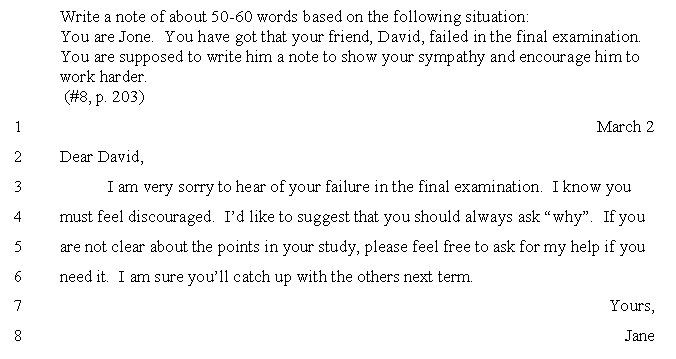 Write a note of about 50-60 words based on the following situation:
You are Jone.  You have got that your friend, David, failed in the final examination.
You are supposed to write him a note to show your sympathy and encourage him to
work harder.
(#8, p. 203)
1 March 2
2 Dear David,
3 I am very sorry to hear of your failure in the final examination.  I know you
4 must feel discouraged.  I’d like to suggest that you should always ask “why”.  If you
5 are not clear about the points in your study, please feel free to ask for my help if you
6 need it.  I am sure you’ll catch up with the others next term.
7 Yours,
8 Jane